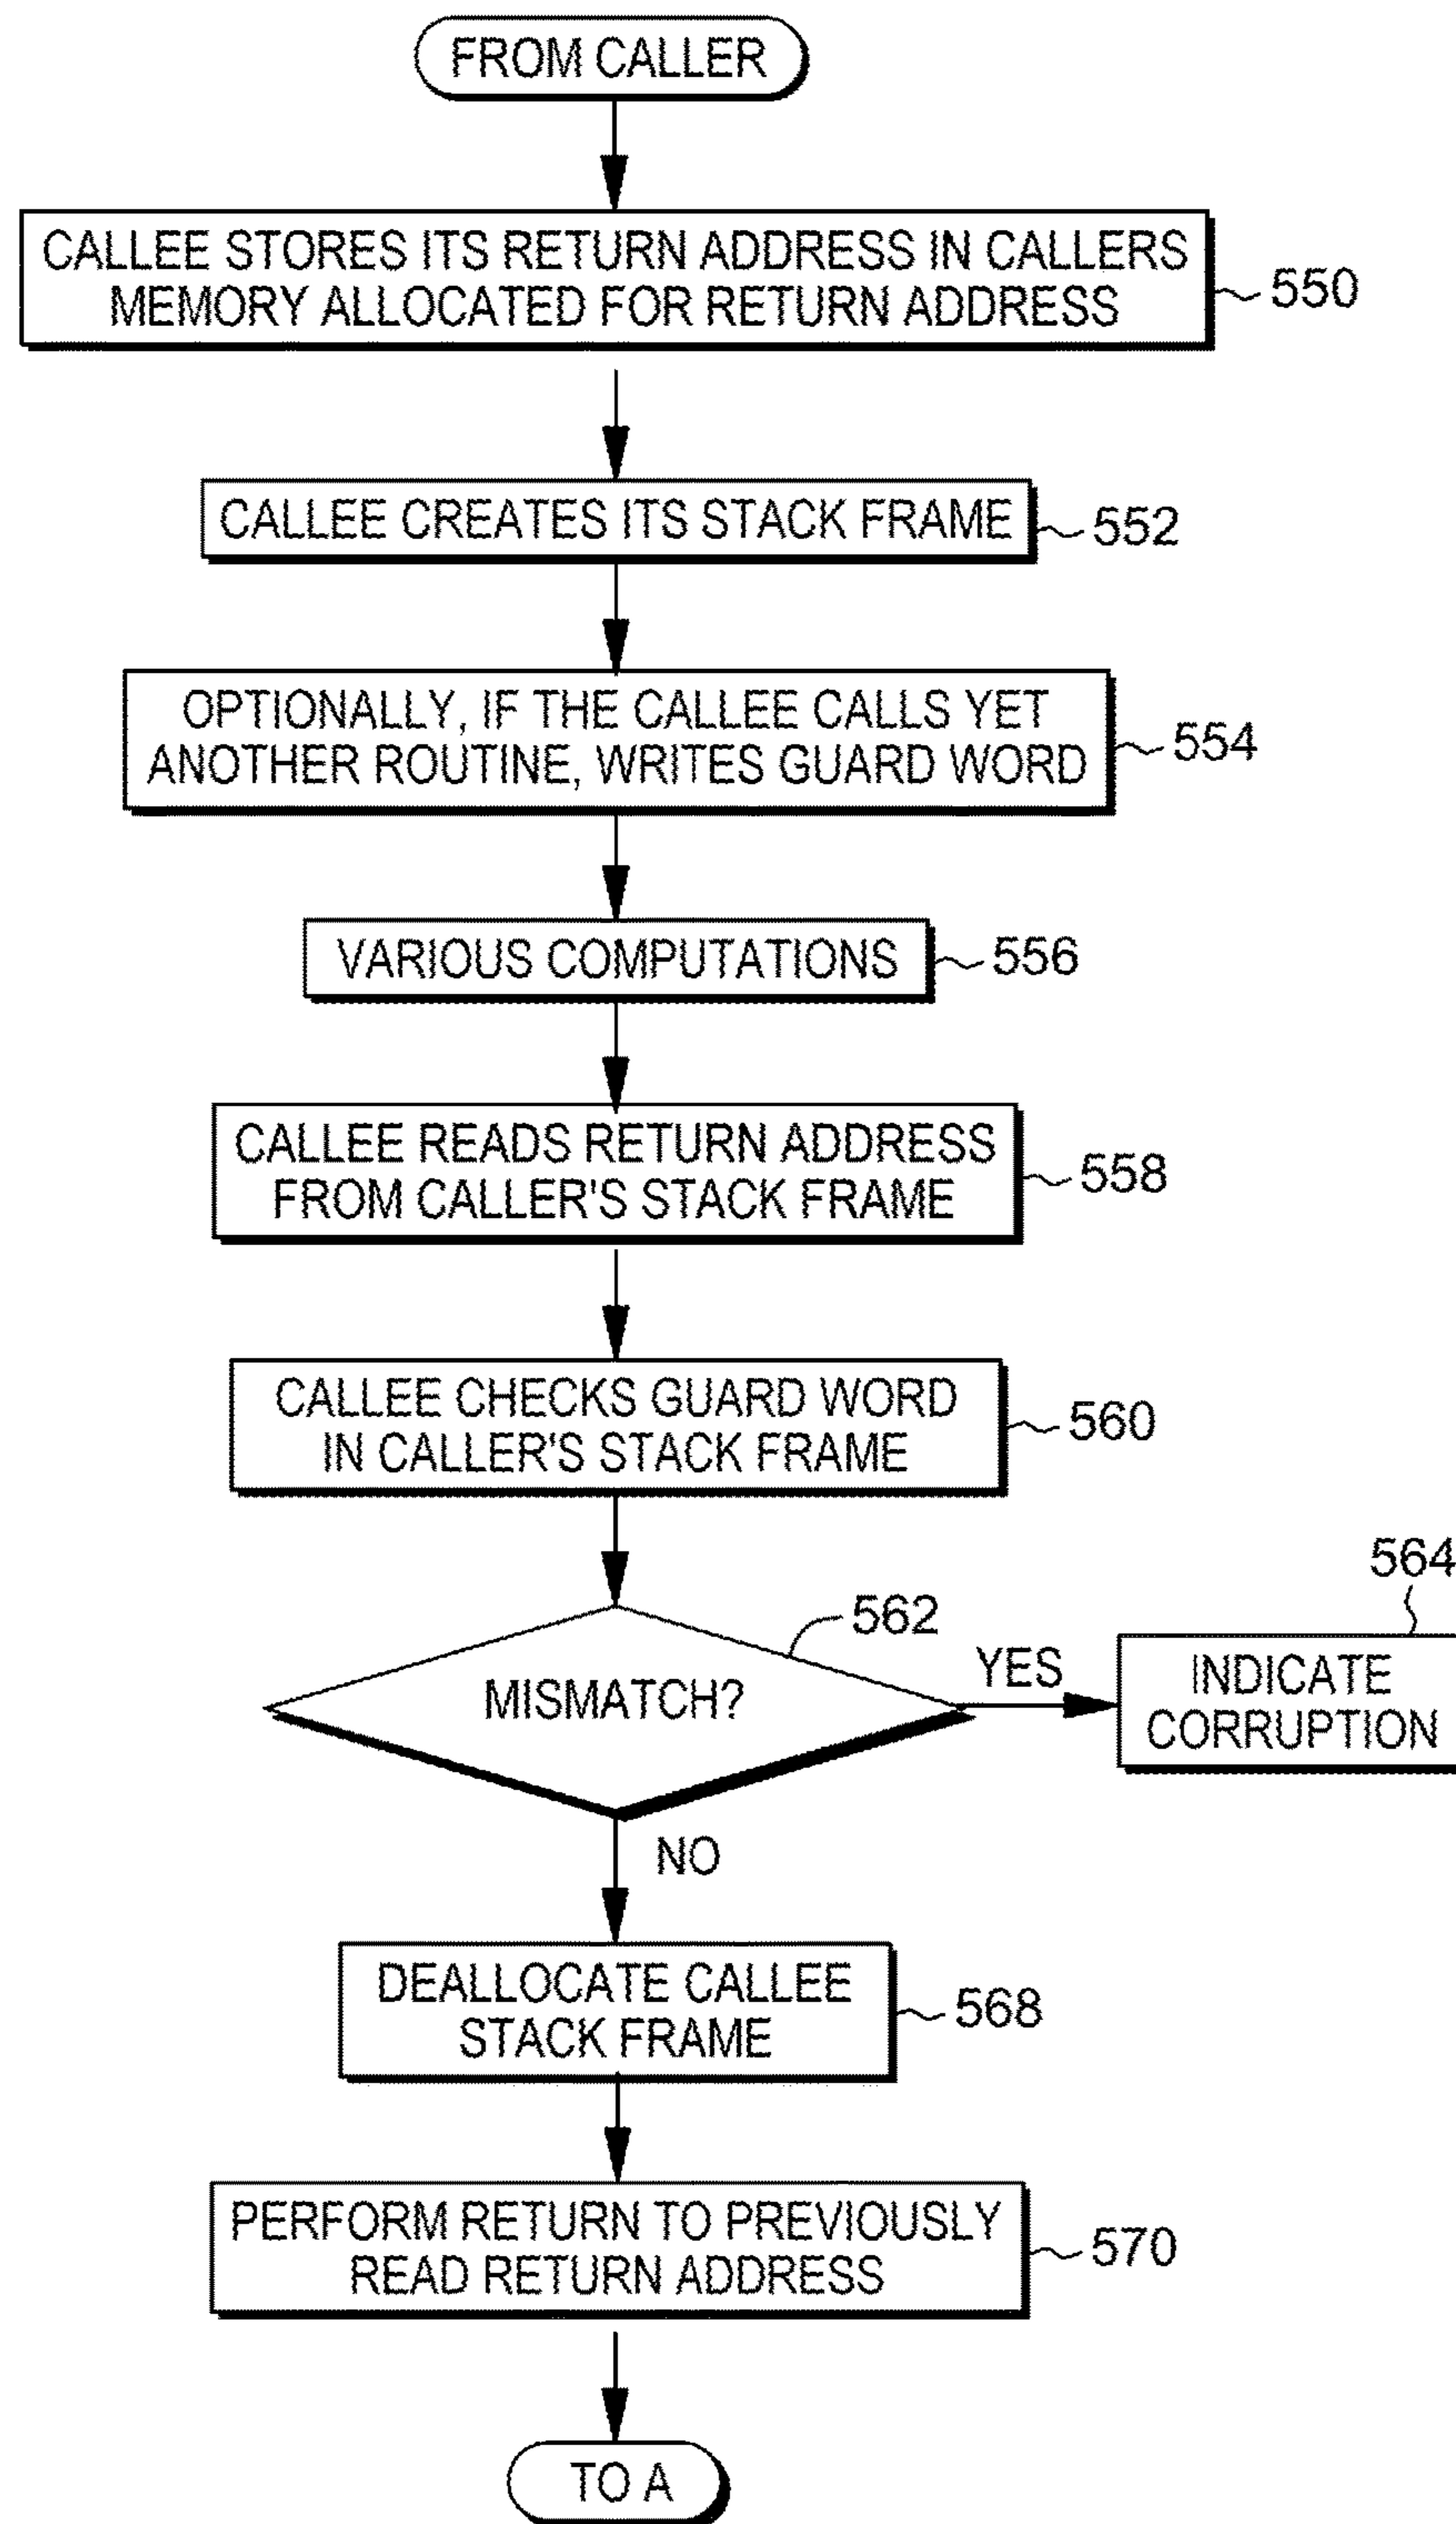 FROM CALLER
CALLEE STORES ITS RETURN ADDRESS IN CALLERS
MEMORY ALLOCATED FOR RETURN ADDRESS
550
CALLEE CREATES ITS STACK FRAME
552
OPTIONALLY, IF THE CALLEE CALLS YET
ANOTHER ROUTINE, WRITES GUARD WORD
554
VARIOUS COMPUTATIONS
556
CALLEE READS RETURN ADDRESS
FROM CALLER'S STACK FRAME
558
CALLEE CHECKS GUARD WORD
IN CALLER'S STACK FRAME
560
562
MISMATCH?
YES
564
INDICATE
CORRUPTION
NO
DEALLOCATE CALLEE
STACK FRAME
568
PERFORM RETURN TO PREVIOUSLY
READ RETURN ADDRESS
570
TO A